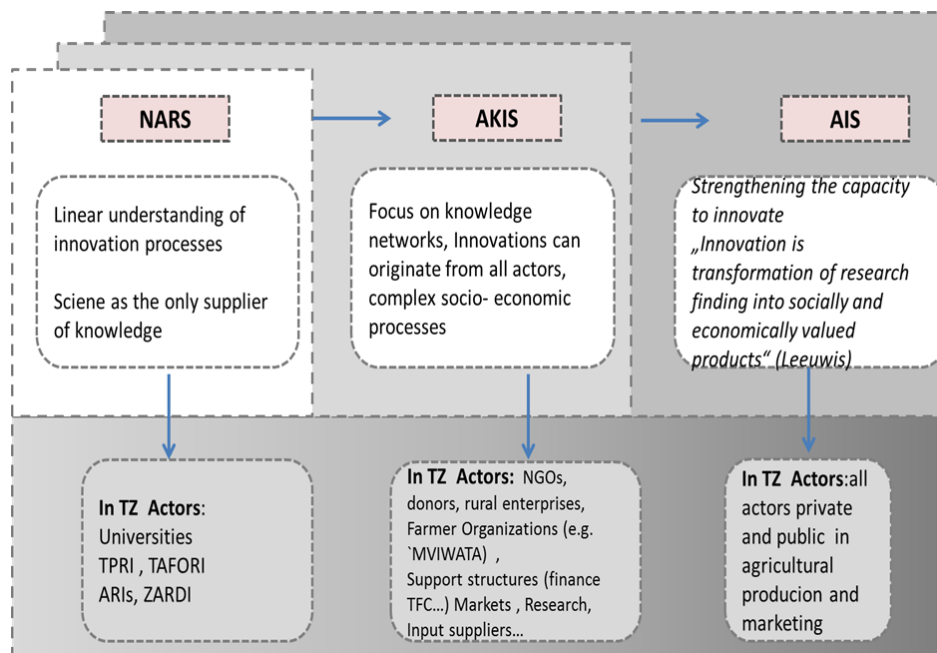 NARS
AKIS
AIS
Linear understanding of
innovation processes
Sciene as the only supplier
of knowledge
Focus on knowledge
networks, Innovations can
originate from all actors,
complex socio- economic
processes
Strengthening the capacity
to innovate
„Innovation is
transformation of research
finding into socially and
economically valued
products“ (Leeuwis)
In TZ Actors:
Universities
TPRI , TAFORI
ARIs, ZARDI
In TZ Actors: NGOs,
donors, rural enterprises,
Farmer Organizations (e.g.
`MVIWATA) ,
Support structures (finance
TFC...) Markets , Research,
Input suppliers...
In TZ Actors:all
actors private
and public in
agricultural
producion and
marketing